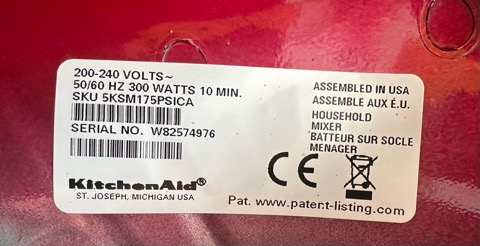 200-240 VOLTS~
50/60 HZ 300 WATTS 10 MIN.
SKU 5KSM175PSICA
SERIAL NO. W82574976
KitchenAid®
ST. JOSEPH, MICHIGAN USA
ASSEMBLED IN USA
ASSEMBLE AUX É.U.
HOUSEHOLD
MIXER
BATTEUR SUR SOCLE
MENAGER
CE
Pat. www.patent-listing.com